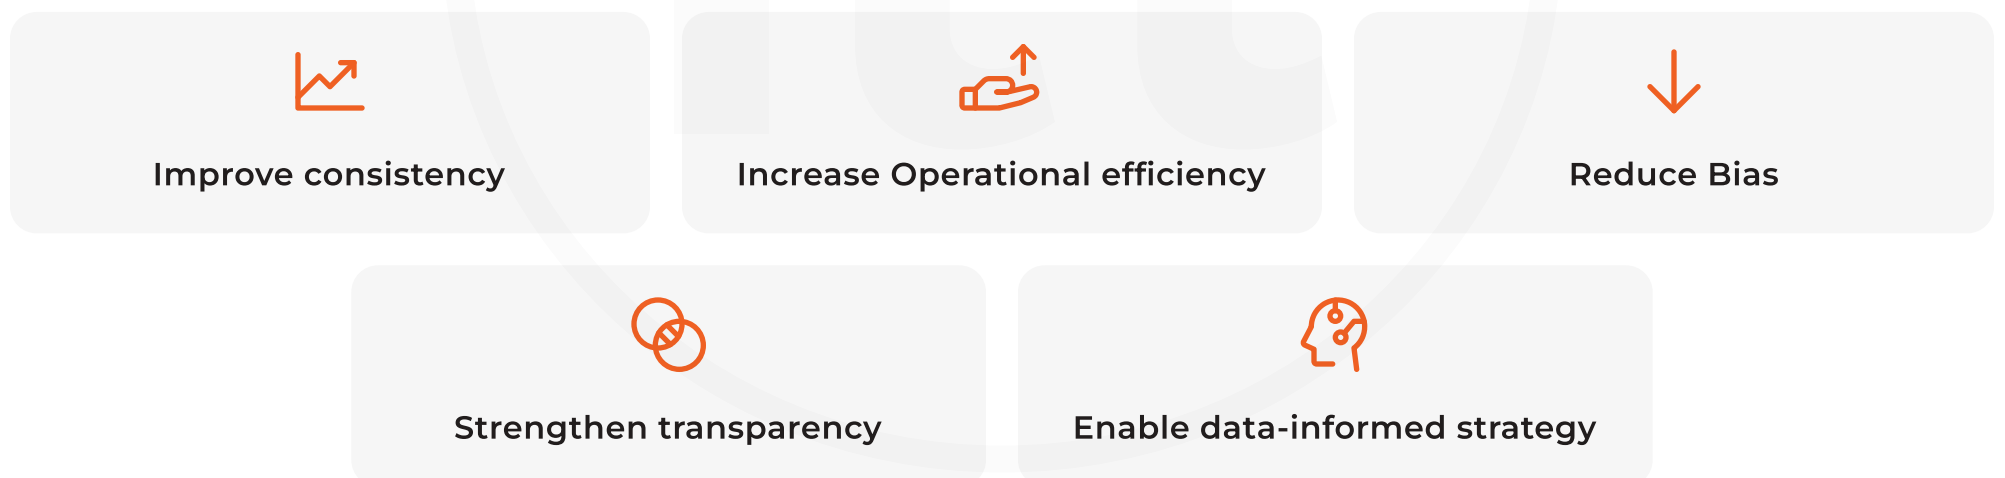 Improve consistency
Increase Operational efficiency
Reduce Bias
Strengthen transparency
Enable data-informed strategy